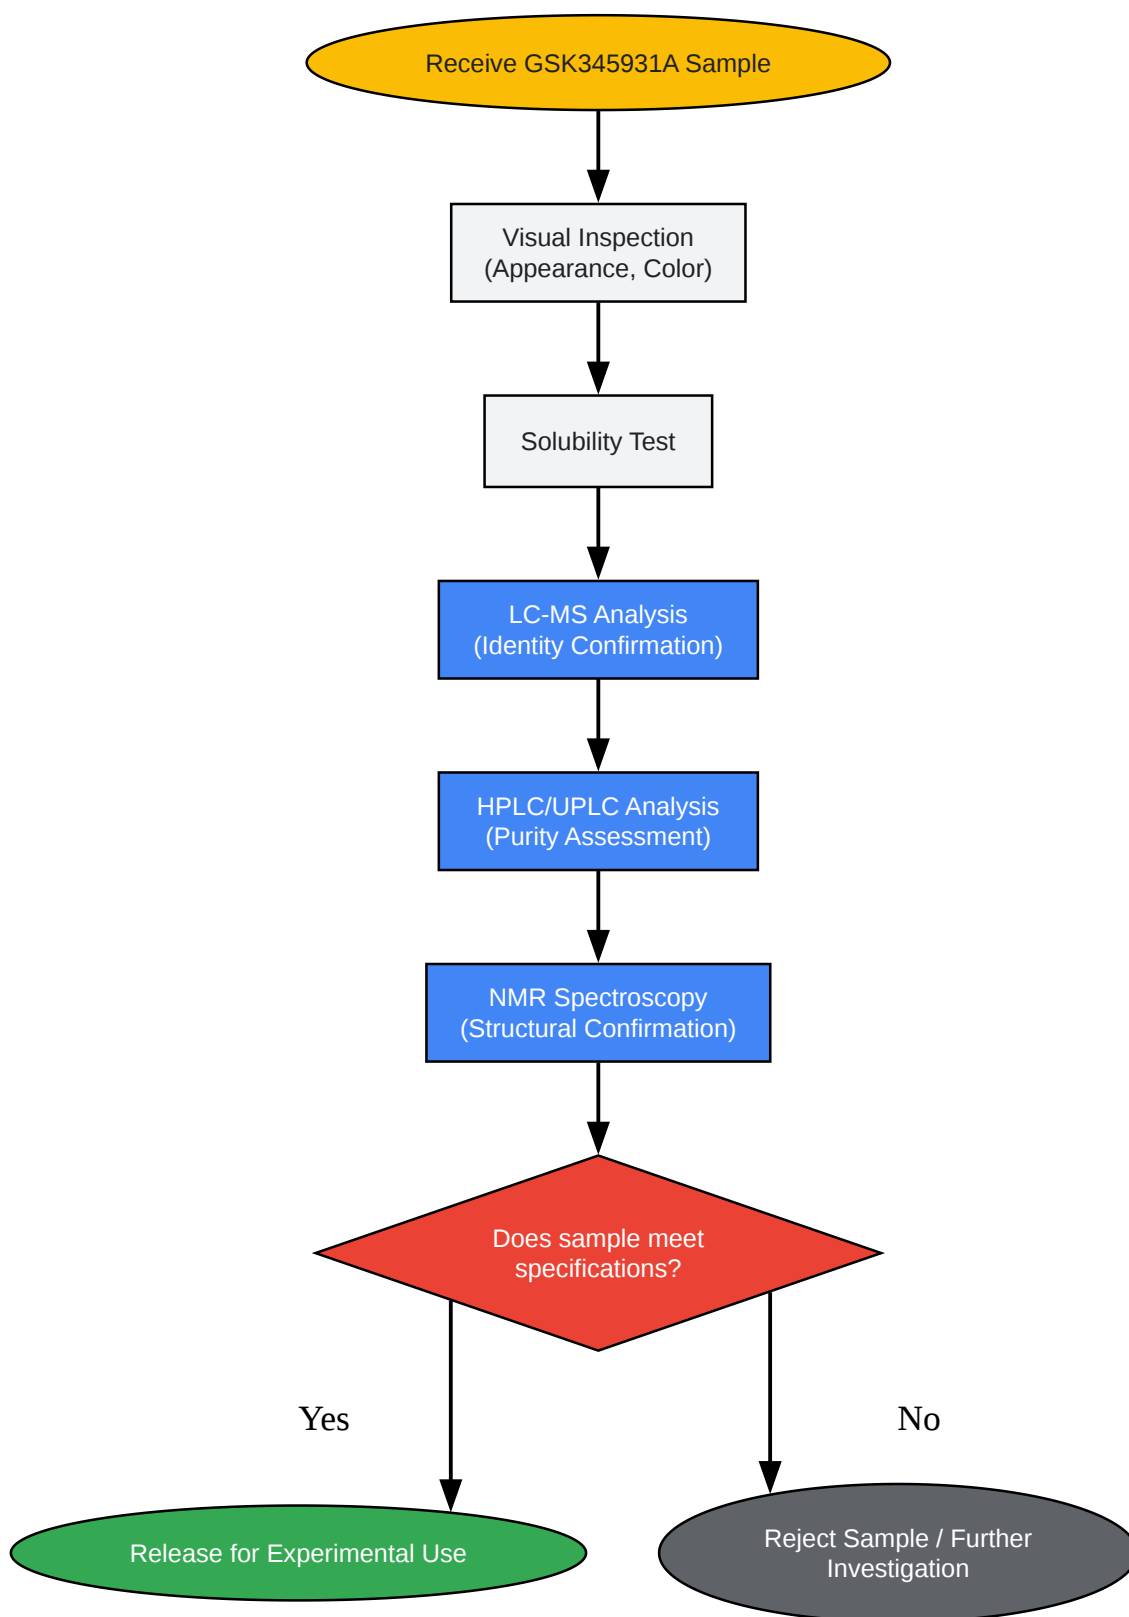 Receive GSK345931A Sample
Visual Inspection
(Appearance, Color)
Solubility Test
LC-MS Analysis
(Identity Confirmation)
HPLC/UPLC Analysis
(Purity Assessment)
NMR Spectroscopy
(Structural Confirmation)
Does sample meet
specifications?
Yes
No
Release for Experimental Use
Reject Sample / Further
Investigation